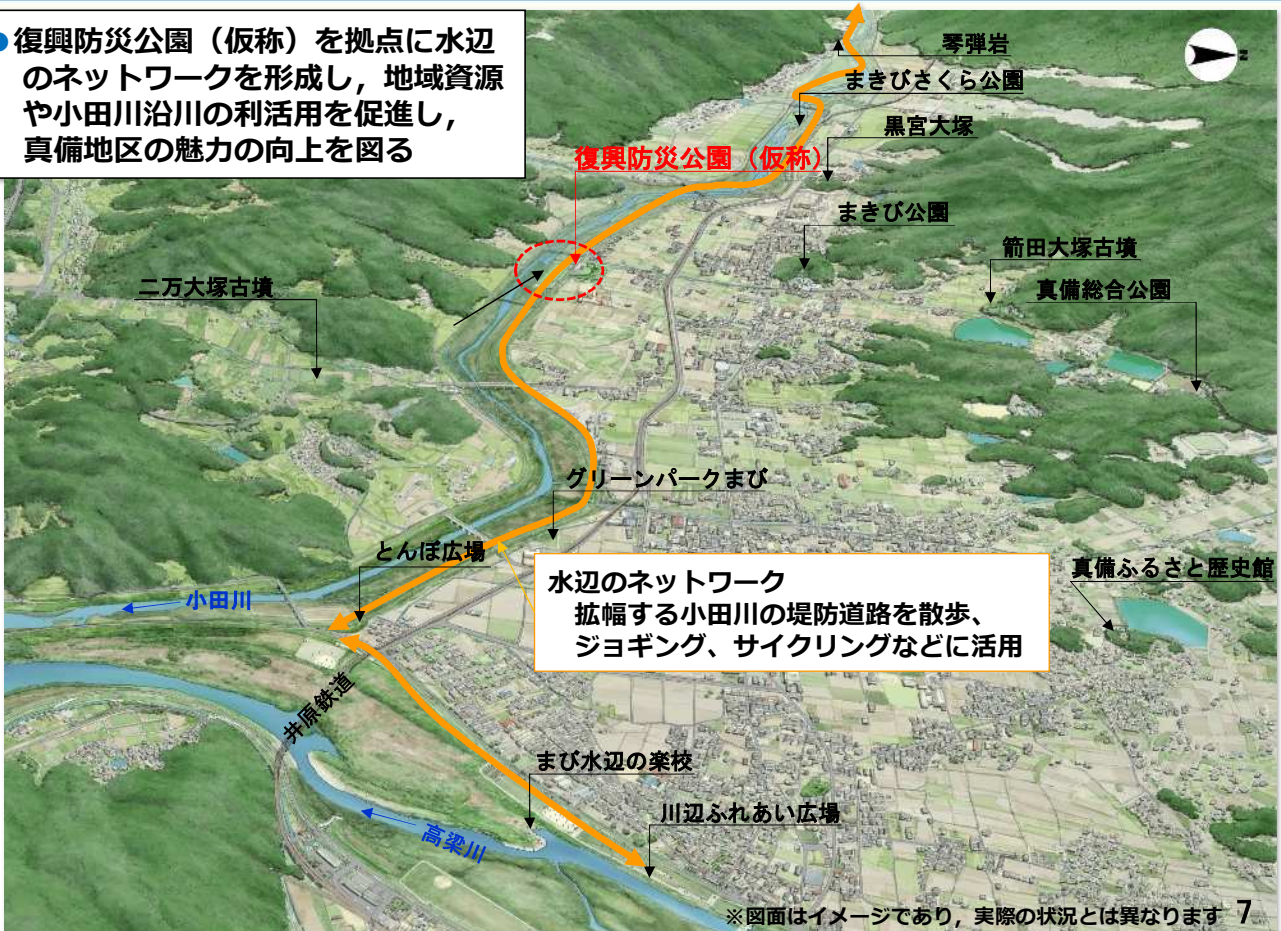 ●復興防災公園（仮称）を拠点に水辺
のネットワークを形成し，地域資源
や小田川沿川の利活用を促進し，
真備地区の魅力の向上を図る
N
琴弾岩
まきびさくら公園
黒宮大塚
復興防災公園（仮称）
まきび公園
箭田大塚古墳
二万大塚古墳
真備総合公園
グリーンパークまび
とんぼ広場
水辺のネットワーク
拡幅する小田川の堤防道路を散歩、
ジョギング、サイクリングなどに活用
真備ふるさと歴史館
小田川
井原鉄道
まび水辺の楽校
川辺ふれあい広場
高梁川
※図面はイメージであり，実際の状況とは異なります 7